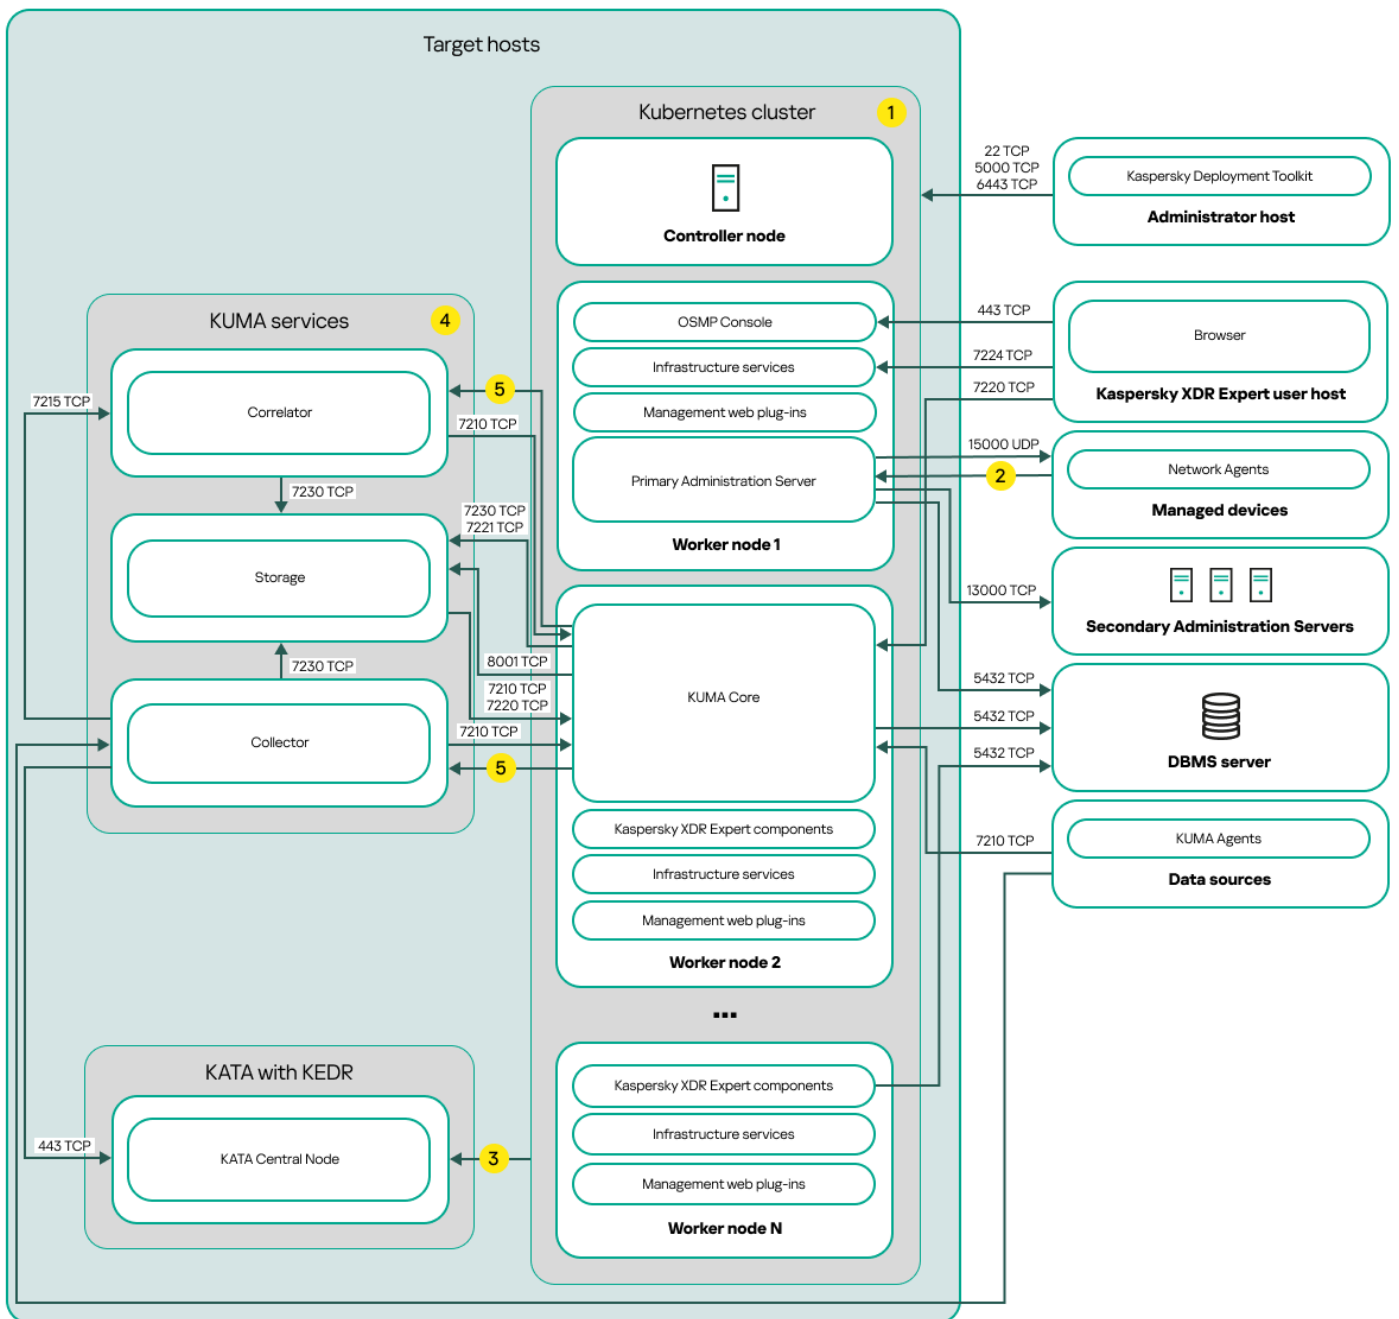 Target hosts
Kubernetes cluster
1
Controller node
22 TCP
5000 TCP
6443 TCP
Kaspersky Deployment Toolkit
Administrator host
KUMA services
4
Correlator
7215 TCP
5
7210 TCP
7230 TCP
Storage
7230 TCP
7221 TCP
7230 TCP
8001 TCP
7210 TCP
7220 TCP
Collector
7210 TCP
5
OSMP Console
Infrastructure services
Management web plug-ins
Primary Administration Server
Worker node 1
443 TCP
7224 TCP
7220 TCP
Browser
Kaspersky XDR Expert user host
15000 UDP
2
Network Agents
Managed devices
13000 TCP
Secondary Administration Servers
KUMA Core
Kaspersky XDR Expert components
Infrastructure services
Management web plug-ins
Worker node 2
5432 TCP
5432 TCP
5432 TCP
DBMS server
7210 TCP
KUMA Agents
Data sources
...
KATA with KEDR
443 TCP
KATA Central Node
3
Kaspersky XDR Expert components
Infrastructure services
Management web plug-ins
Worker node N